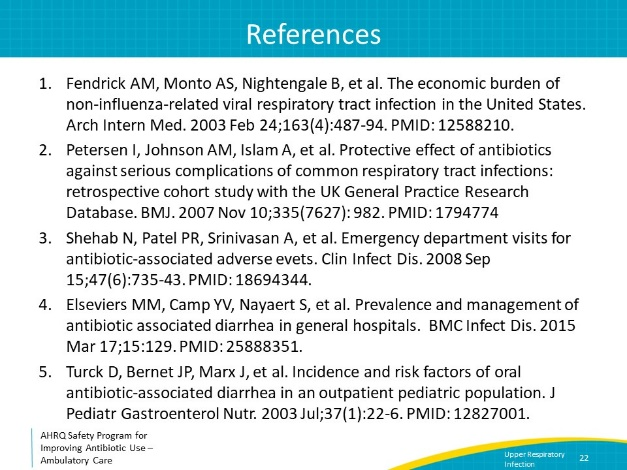 References
1. Fendrick AM, Monto AS, Nightengale B, et al. The economic burden of
non-influenza-related viral respiratory tract infection in the United States.
Arch Intern Med. 2003 Feb 24;163(4):487-94. PMID: 12588210.
2. Petersen I, Johnson AM, Islam A, et al. Protective effect of antibiotics
against serious complications of common respiratory tract infections:
retrospective cohort study with the UK General Practice Research
Database. BMJ. 2007 Nov 10;335(7627): 982. PMID: 1794774
3. Shehab N, Patel PR, Srinivasan A, et al. Emergency department visits for
antibiotic-associated adverse evets. Clin Infect Dis. 2008 Sep
15;47(6):735-43. PMID: 18694344.
4. Elseviers MM, Camp YV, Nayaert S, et al. Prevalence and management of
antibiotic associated diarrhea in general hospitals. BMC Infect Dis. 2015
Mar 17;15:129. PMID: 25888351.
5. Turck D, Bernet JP, Marx J, et al. Incidence and risk factors of oral
antibiotic-associated diarrhea in an outpatient pediatric population. J
Pediatr Gastroenterol Nutr. 2003 Jul;37(1):22-6. PMID: 12827001.
AHRQ Safety Program for
Improving Antibiotic Use –
Ambulatory Care
Upper Respiratory
Infection
22